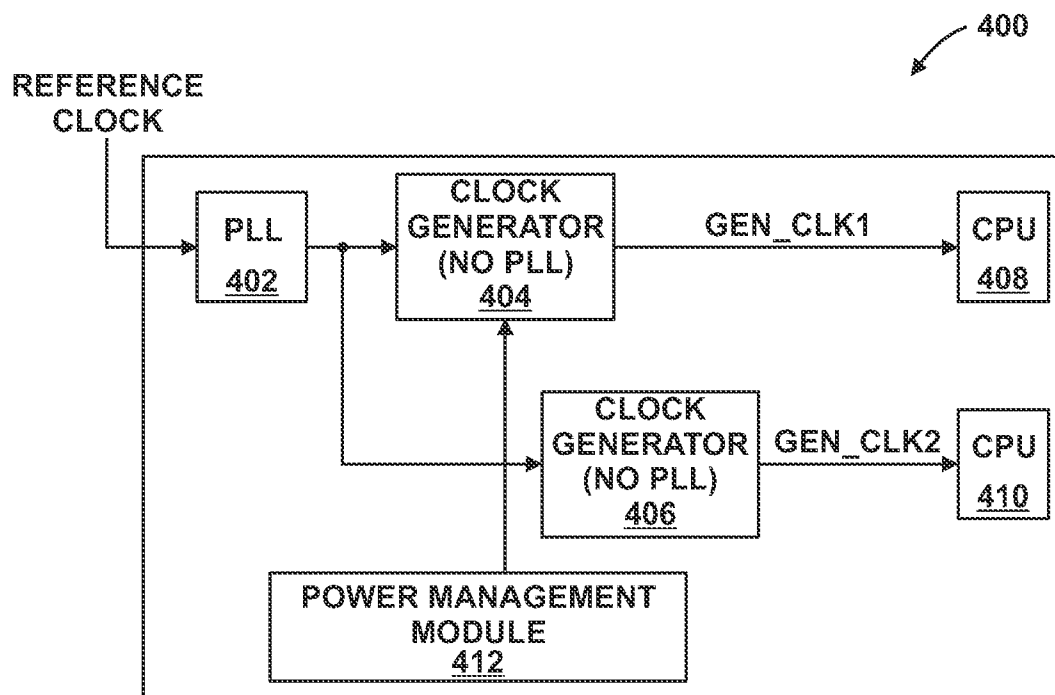 400
REFERENCE
CLOCK
PLL
402
CLOCK
GENERATOR
(NO PLL)
404
GEN_CLK1
CPU
408
CLOCK
GENERATOR
(NO PLL)
406
GEN_CLK2
CPU
410
POWER MANAGEMENT
MODULE
412